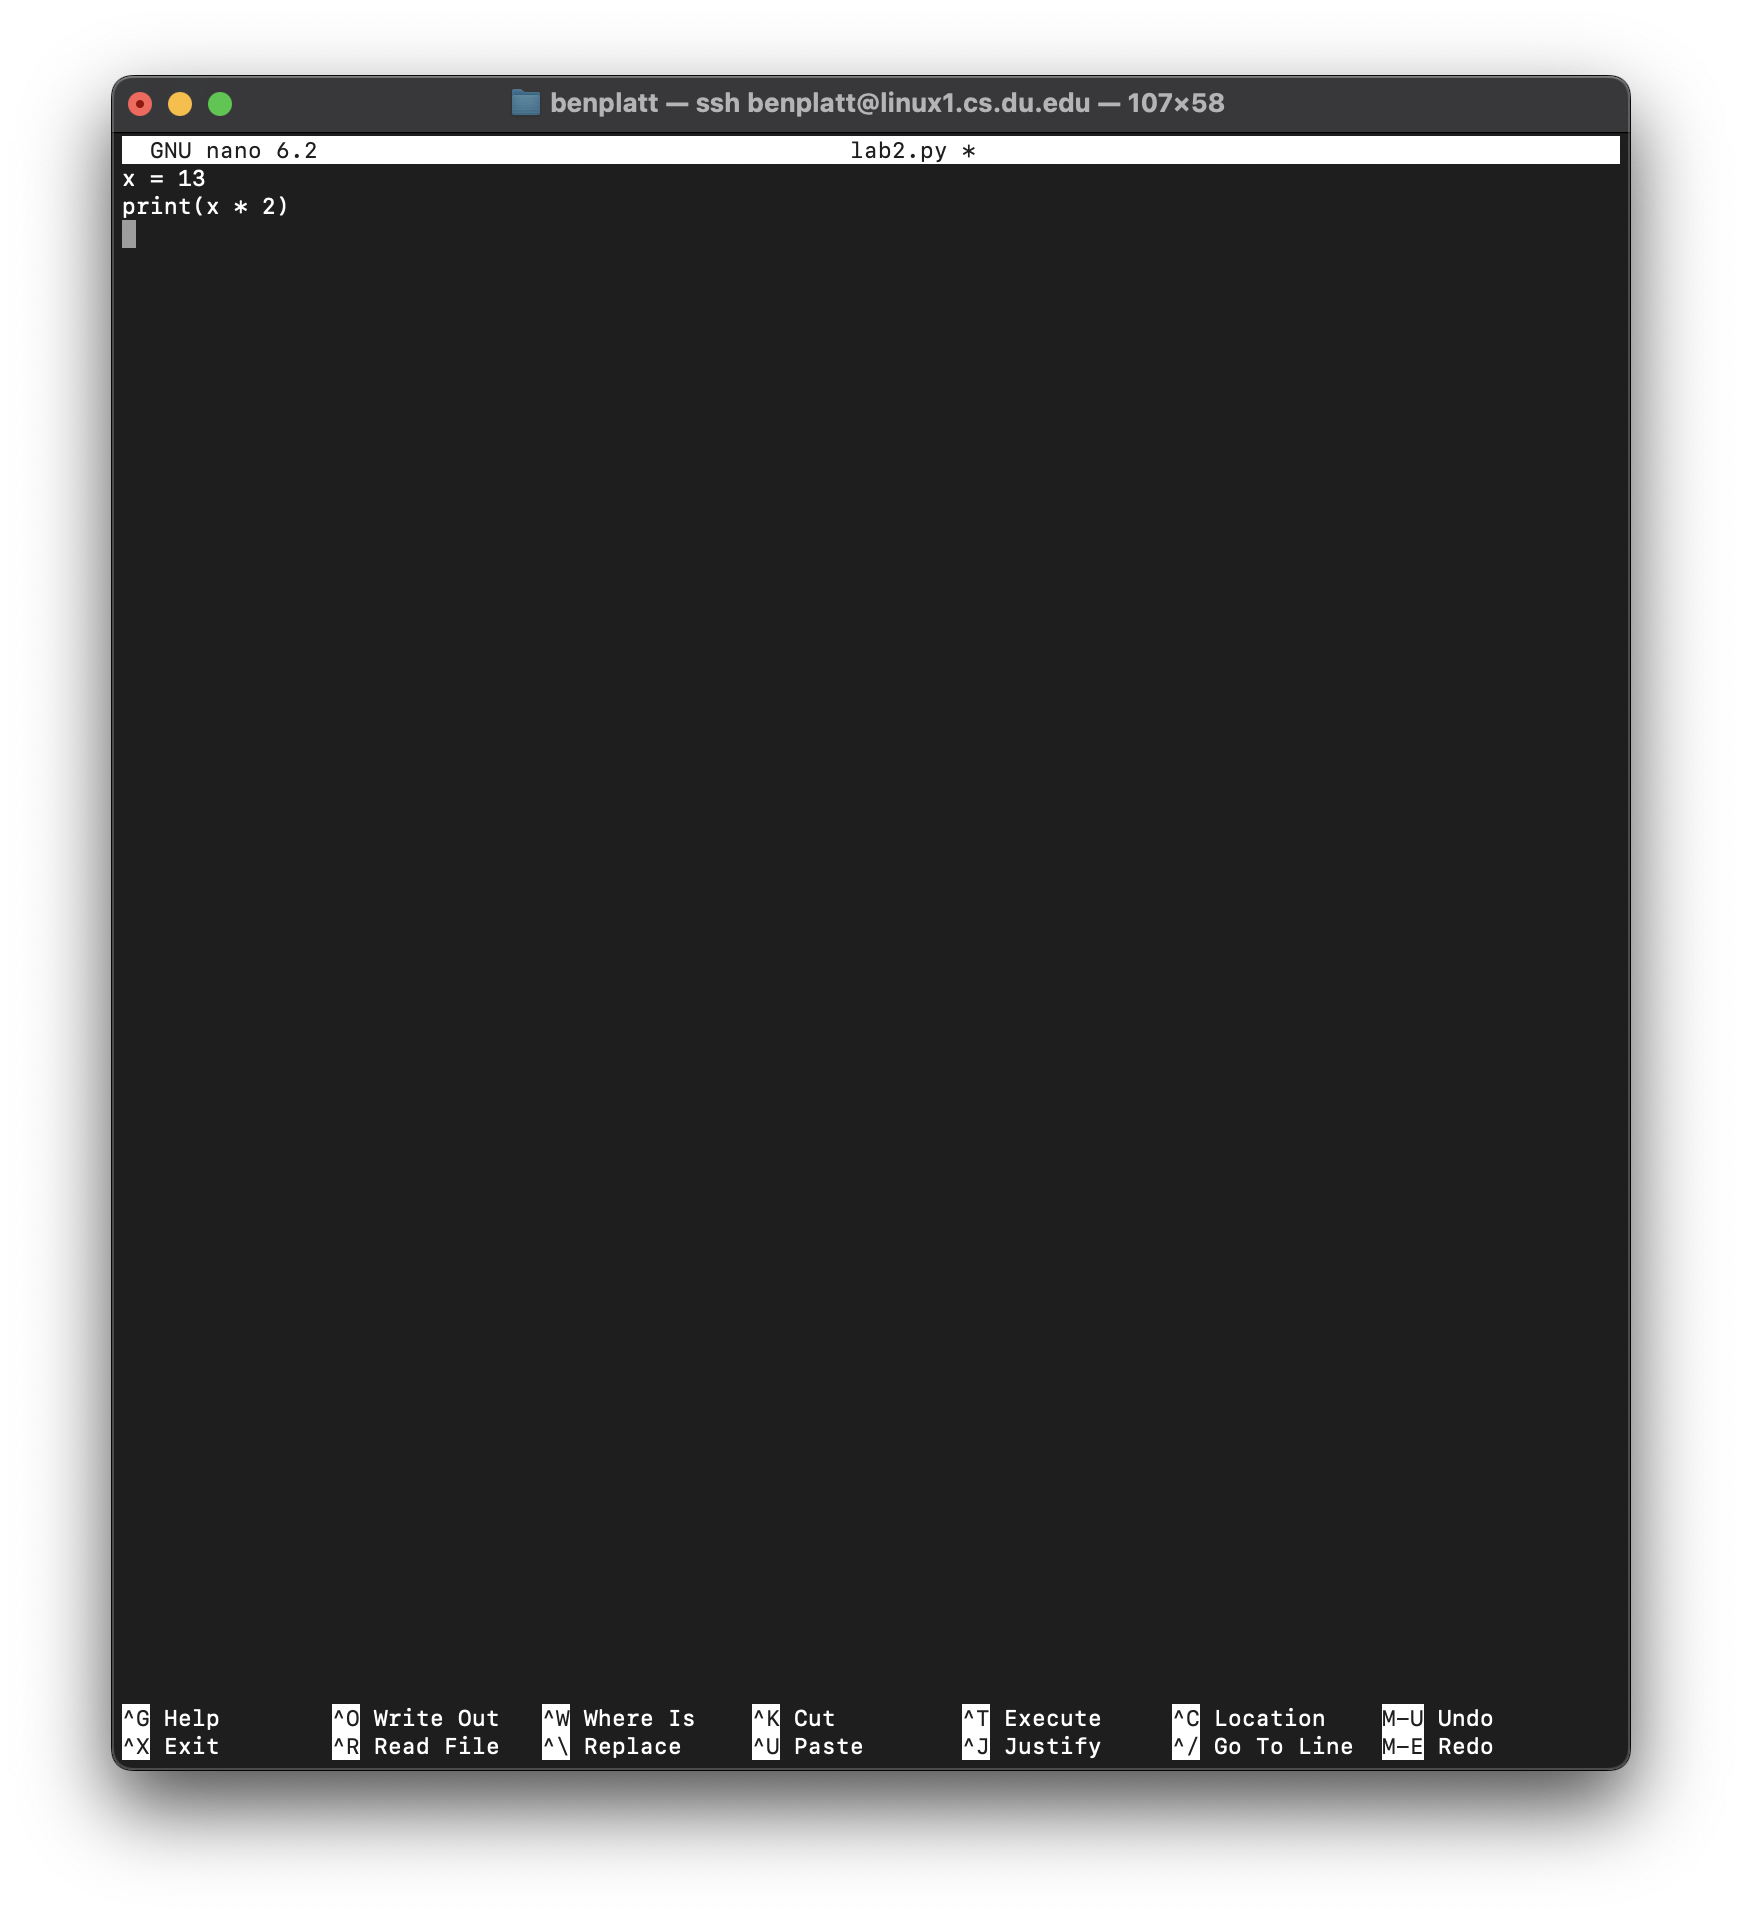 benplatt — ssh benplatt@linux1.cs.du.edu — 107×58
GNU nano 6.2 lab2.py *
x = 13
print(x * 2)
^G Help ^O Write Out ^W Where Is ^K Cut ^T Execute ^C Location M-U Undo
^X Exit ^R Read File ^\ Replace ^U Paste ^J Justify ^/ Go To Line M-E Redo